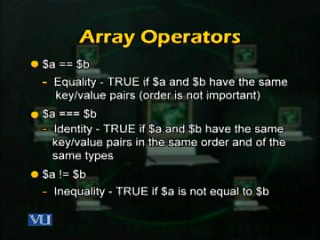 Array Operators
$a == $b
- Equality - TRUE if $a and $b have the same
key/value pairs (order is not important)
$a === $b
- Identity - TRUE if $a and $b have the same
key/value pairs in the same order and of the
same types
$a != $b
- Inequality - TRUE if $a is not equal to $b
VU